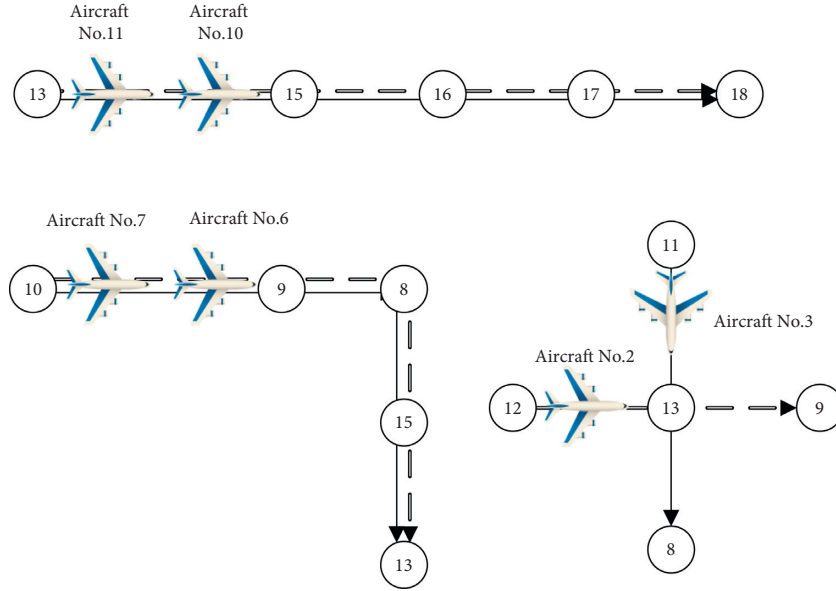 Aircraft
No.11
Aircraft
No.10
13
15
16
17
18
Aircraft No.7
Aircraft No.6
10
9
8
15
13
11
Aircraft No.3
Aircraft No.2
12
13
9
8